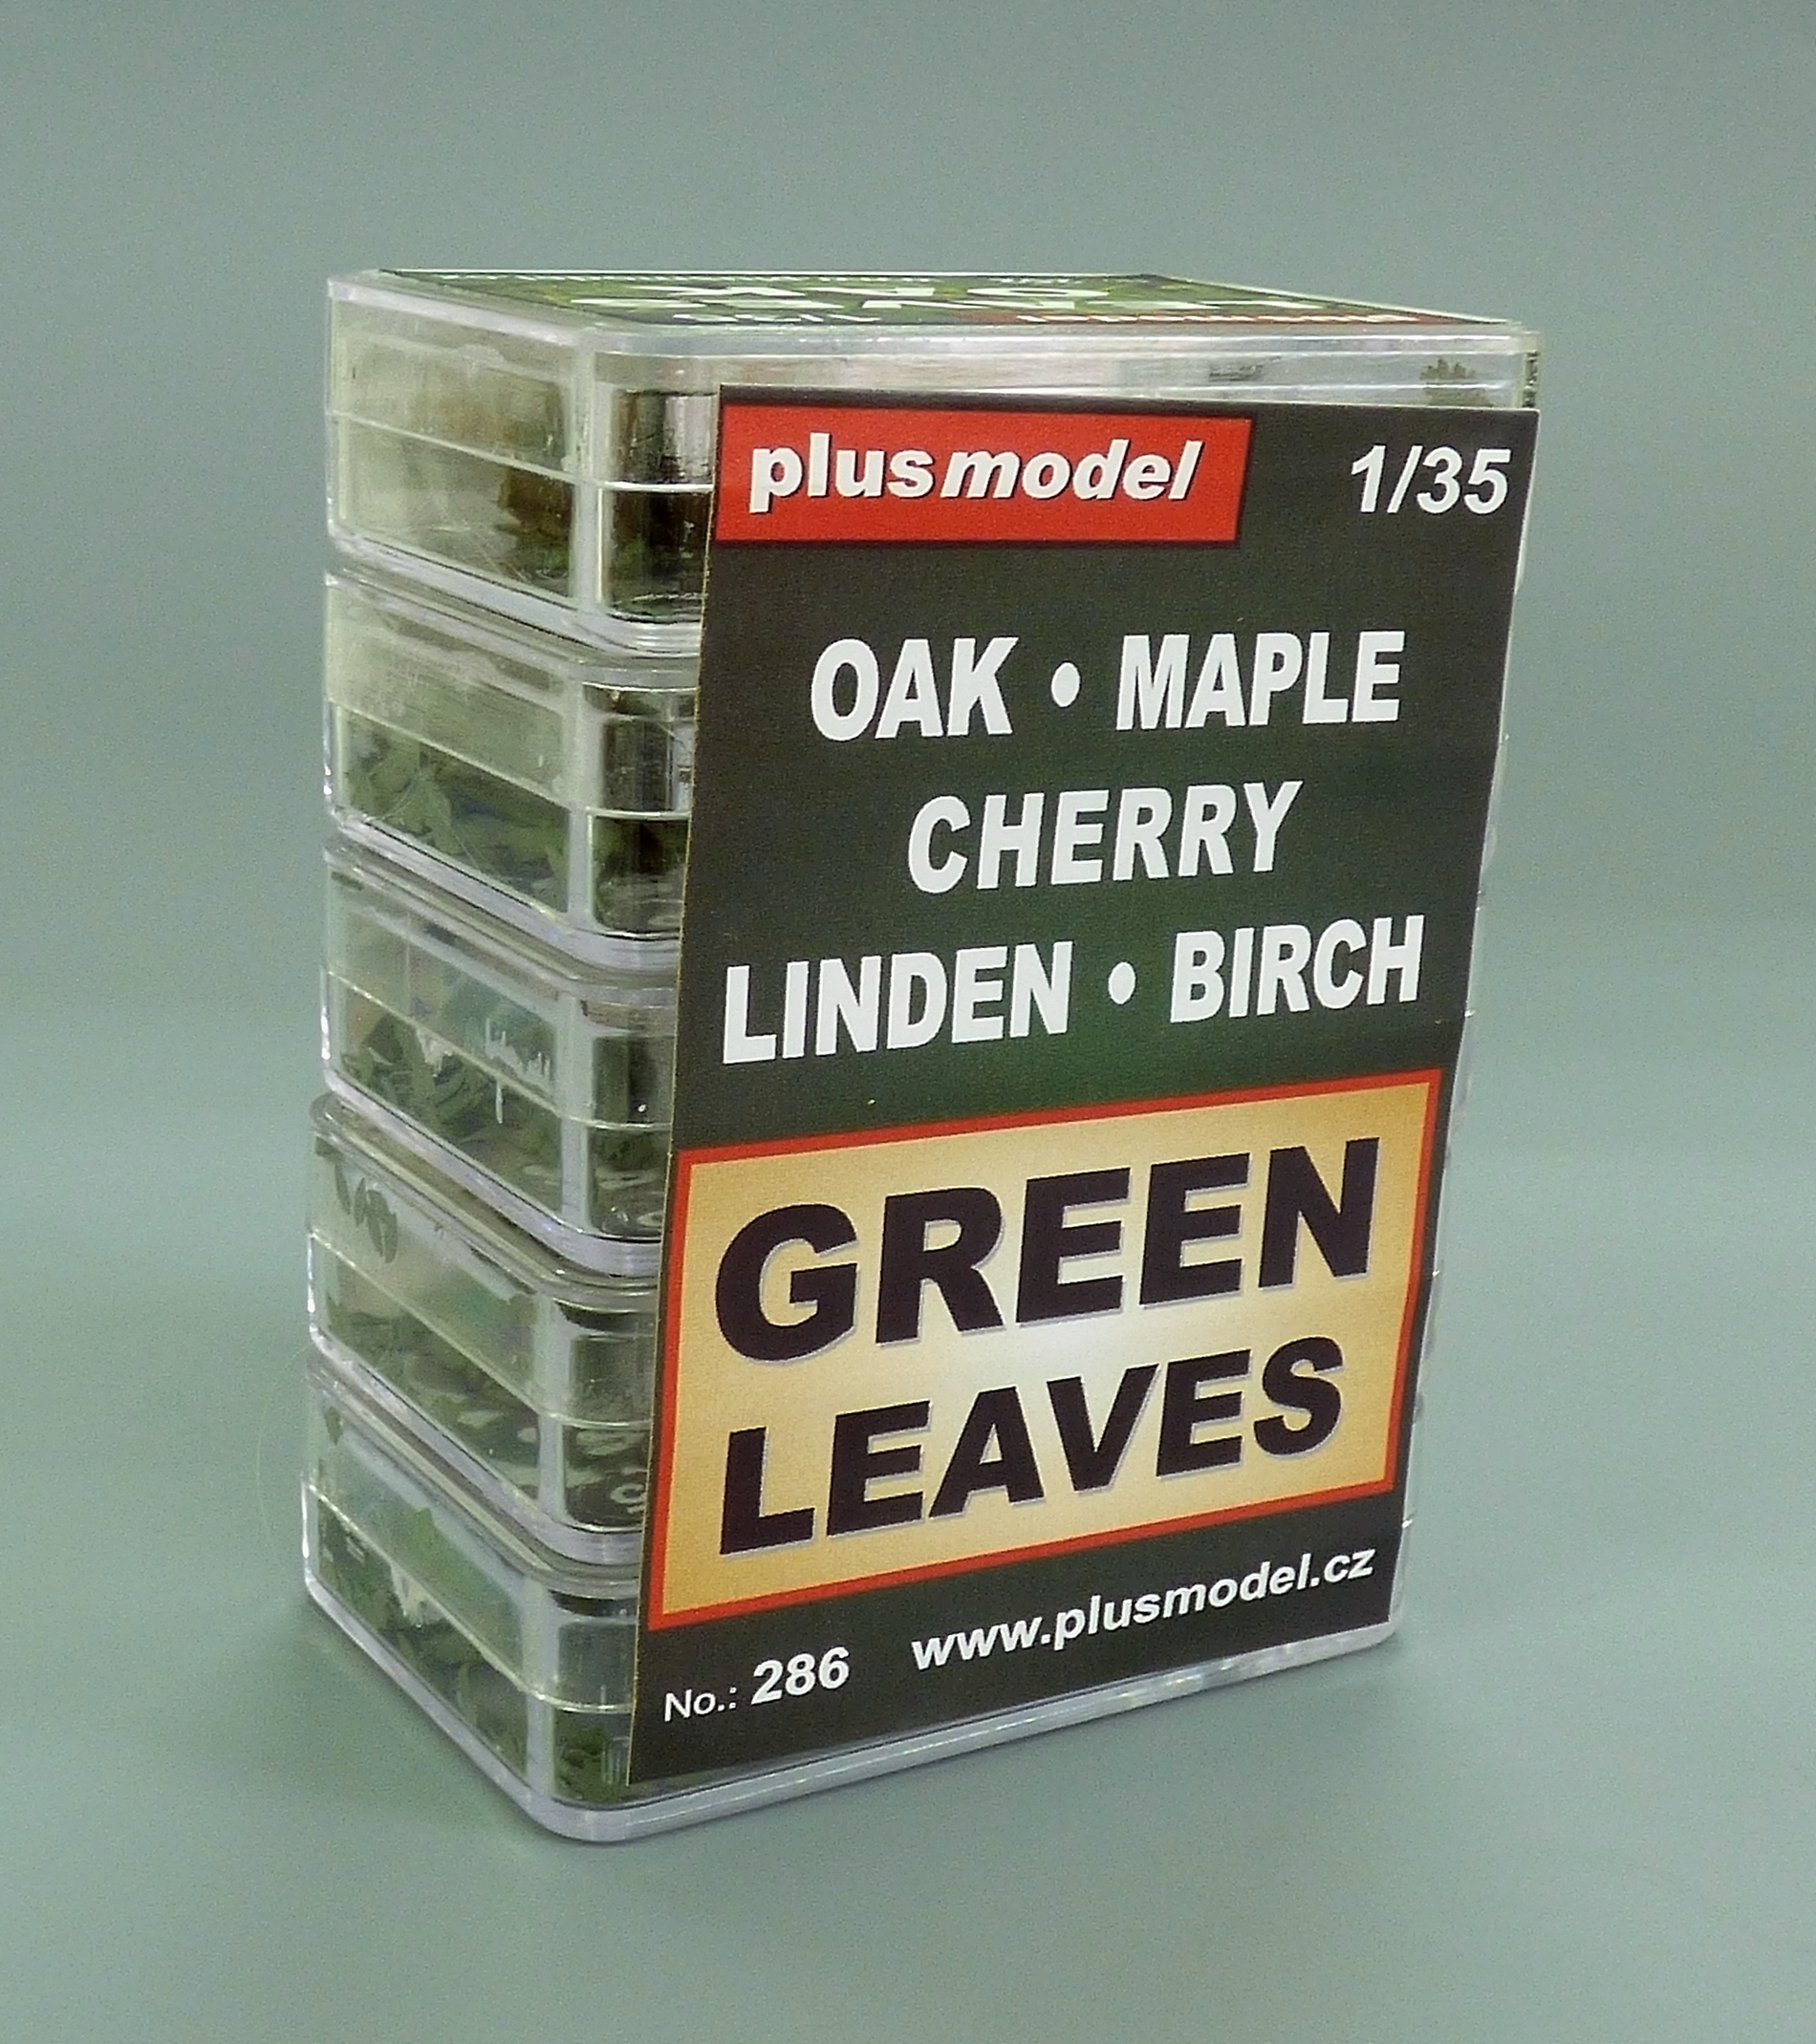 plusmodel
1/35
OAK • MAPLE
CHERRY
LINDEN • BIRCH
GREEN
LEAVES
No.: 286 www.plusmodel.cz